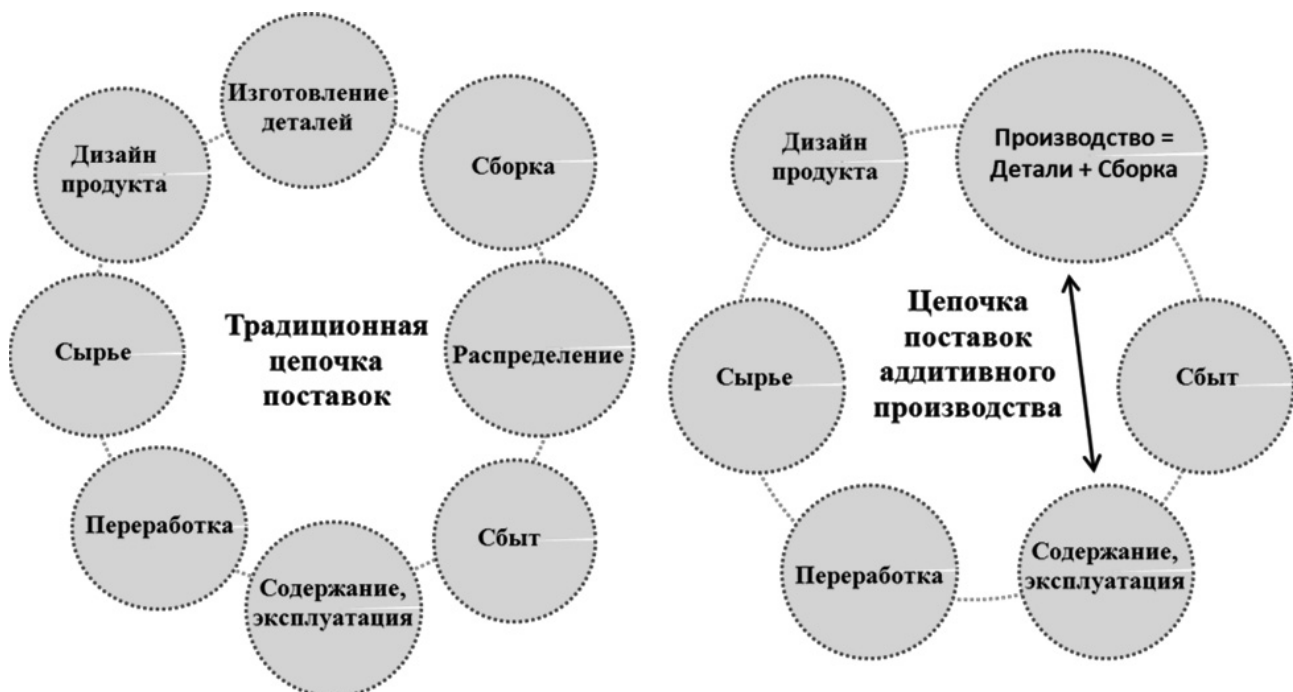 Изготовление
деталей
Дизайн
продукта
Сборка
Традиционная
цепочка
поставок
Сырье
Распределение
Переработка
Сбыт
Содержание,
эксплуатация
Дизайн
продукта
Производство =
Детали + Сборка
Цепочка
поставок
аддитивного
производства
Сырье
Сбыт
Переработка
Содержание,
эксплуатация